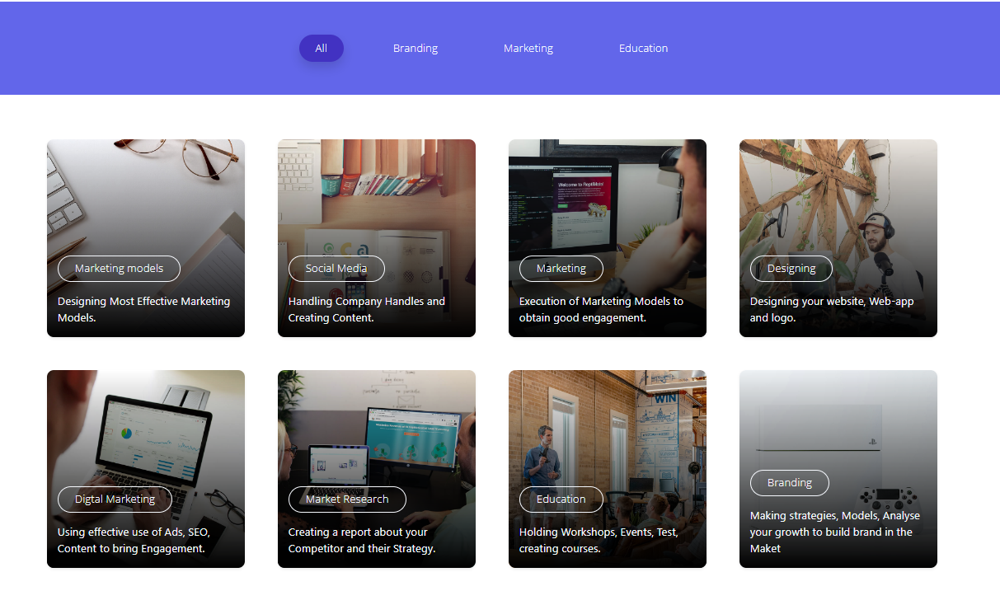 All
Branding
Marketing
Education
Marketing models
Designing Most Effective Marketing
Models.
Social Media
Handling Company Handles and
Creating Content.
Welcome to ReptiMate!
Marketing
Execution of Marketing Models to
obtain good engagement.
Designing
Designing your website, Web-app
and logo.
Digtal Marketing
Using effective use of Ads, SEO,
Content to bring Engagement.
Market Research
Creating a report about your
Competitor and their Strategy.
WIN
Education
Holding Workshops, Events, Test,
creating courses.
Branding
Making strategies, Models, Analyse
your growth to build brand in the
Maket